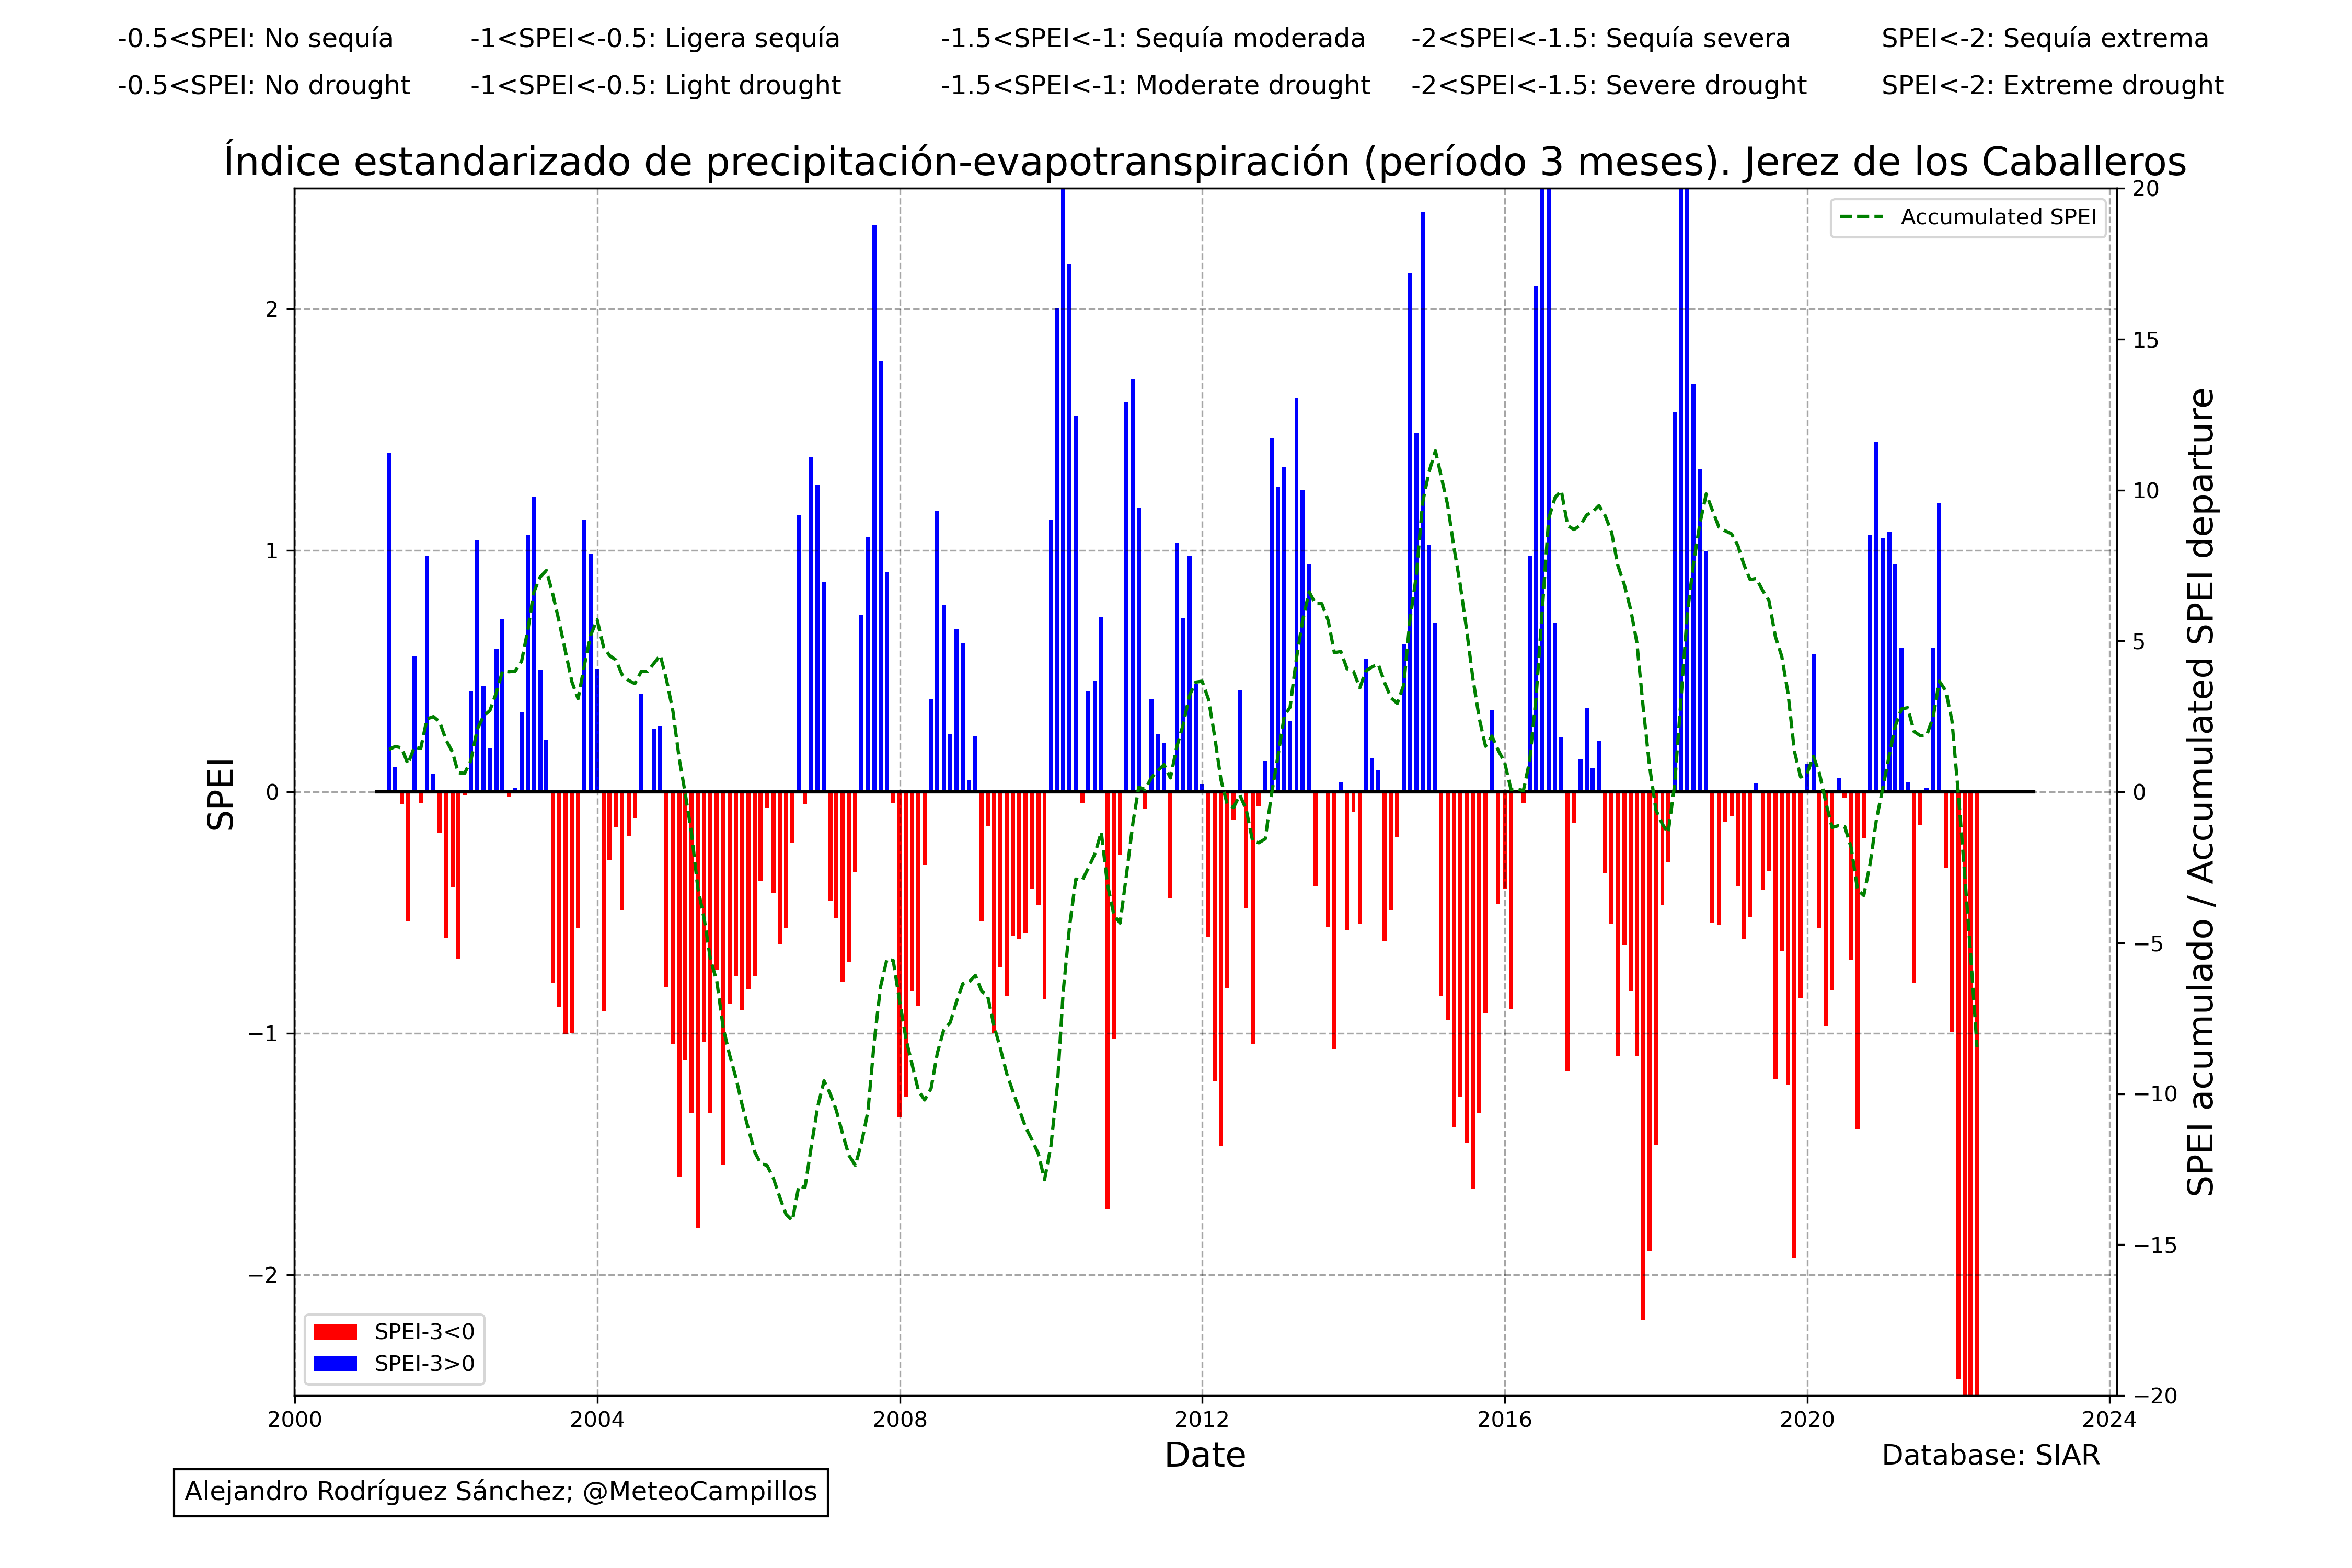 -0.5<SPEI: No sequía -1<SPEI<-0.5: Ligera sequía -1.5<SPEI<-1: Sequía moderada -2<SPEI<-1.5: Sequía severa SPEI<-2: Sequía extrema
-0.5<SPEI: No drought -1<SPEI<-0.5: Light drought -1.5<SPEI<-1: Moderate drought -2<SPEI<-1.5: Severe drought SPEI<-2: Extreme drought
Índice estandarizado de precipitación-evapotranspiración (período 3 meses). Jerez de los Caballeros
Accumulated SPEI
SPEI
2
1
0
−1
−2
20
15
10
5
0
−5
−10
−15
−20
SPEI acumulado / Accumulated SPEI departure
SPEI-3<0
SPEI-3>0
2000 2004 2008 2012 2016 2020 2024
Date
Database: SIAR
Alejandro Rodríguez Sánchez; @MeteoCampillos